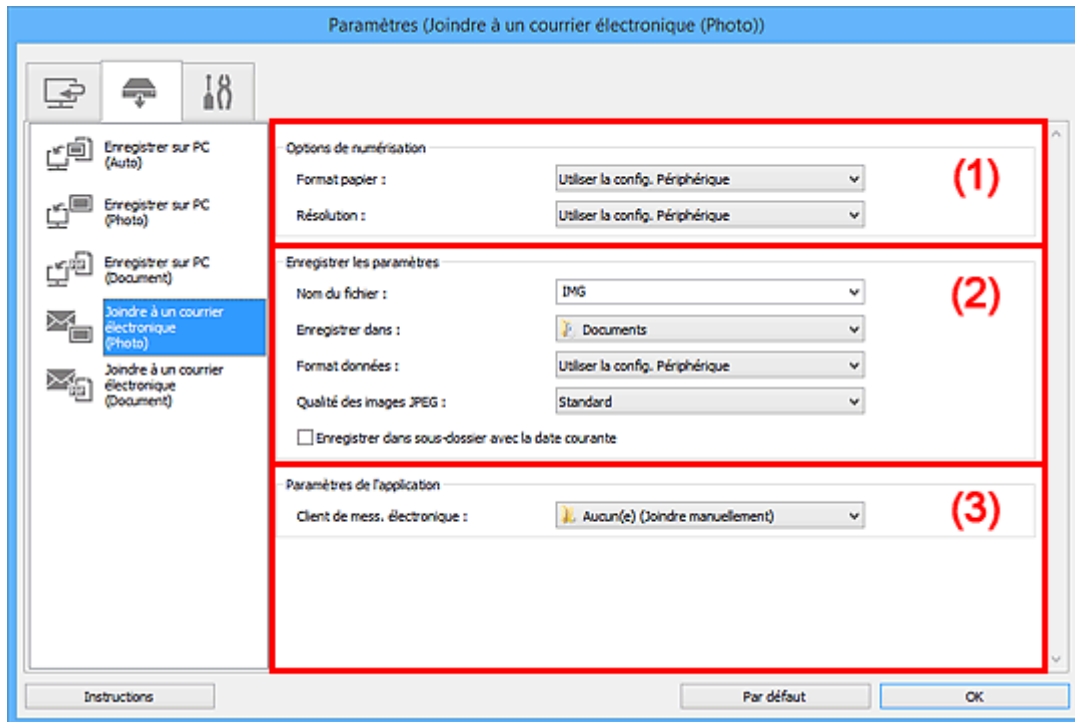 Paramètres (Joindre à un courrier électronique (Photo))
Enregistrer sur PC
(Auto)
Enregistrer sur PC
(Photo)
Enregistrer sur PC
(Document)
Joindre à un courrier
électronique
(Photo)
Joindre à un courrier
électronique
(Document)
Options de numérisation
(1)
Format papier : Utiliser la config. Périphérique
Résolution : Utiliser la config. Périphérique
Enregistrer les paramètres
(2)
Nom du fichier : IMG
Enregistrer dans : Documents
Format données : Utiliser la config. Périphérique
Qualité des images JPEG : Standard
Enregistrer dans sous-dossier avec la date courante
Paramètres de l'application
(3)
Client de mess. électronique : Aucun(e) (Joindre manuellement)
Instructions Par défaut OK